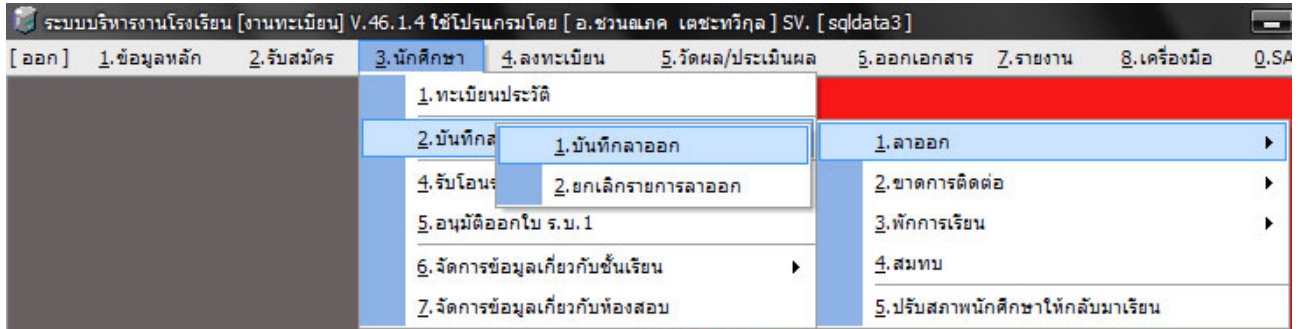 ระบบบริหารงานโรงเรียน [งานทะเบียน] V.46.1.4 ใช้โปรแกรมโดย [ อ.ชวนณภค เตชะทวิกุล ] SV. [ sqldata3 ]
[ ออก ] 1.ข้อมูลหลัก 2.รับสมัคร 3.นักศึกษา 4.ลงทะเบียน 5.วัดผล/ประเมินผล 6.ออกเอกสาร 7.รายงาน 8.เครื่องมือ 0.SA
1.ทะเบียนประวัติ
2.บันทึกส 1.บันทึกลาออก 1.ลาออก
4.รับโอน 2.ยกเลิกรายการลาออก 2.ขาดการติดต่อ
5.อนุมัติออกใบ ร.บ.1 3.พักการเรียน
6.จัดการข้อมูลเกี่ยวกับชั้นเรียน 4.สมทบ
7.จัดการข้อมูลเกี่ยวกับห้องสอบ 5.ปรับสภาพนักศึกษาให้กลับมาเรียน